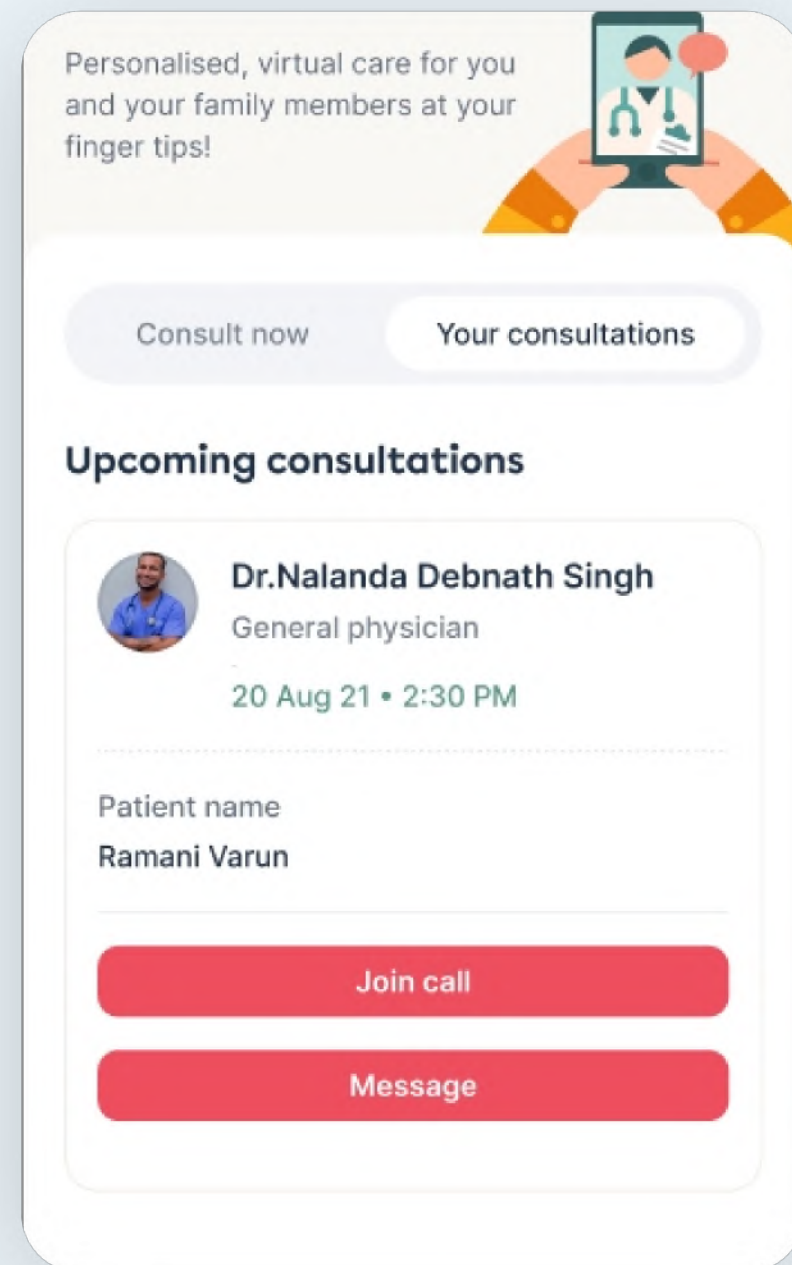 Personalised, virtual care for you
and your family members at your
finger tips!
Consult now
Your consultations
Upcoming consultations
Dr.Nalanda Debnath Singh
General physician
20 Aug 21 • 2:30 PM
Patient name
Ramani Varun
Join call
Message